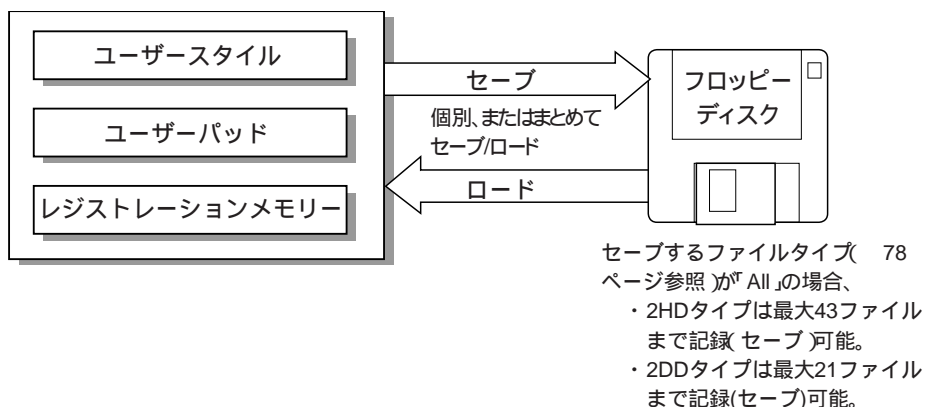 ユーザースタイル
ユーザーパッド
レジストレーションメモリー
セーブ
個別、またはまとめて
セーブ/ロード
ロード
フロッピー
ディスク
セーブするファイルタイプ( 78
ページ参照 )が「All 」の場合、
・2HDタイプは最大43ファイル
まで記録( セーブ )可能。
・2DDタイプは最大21ファイル
まで記録(セーブ)可能。